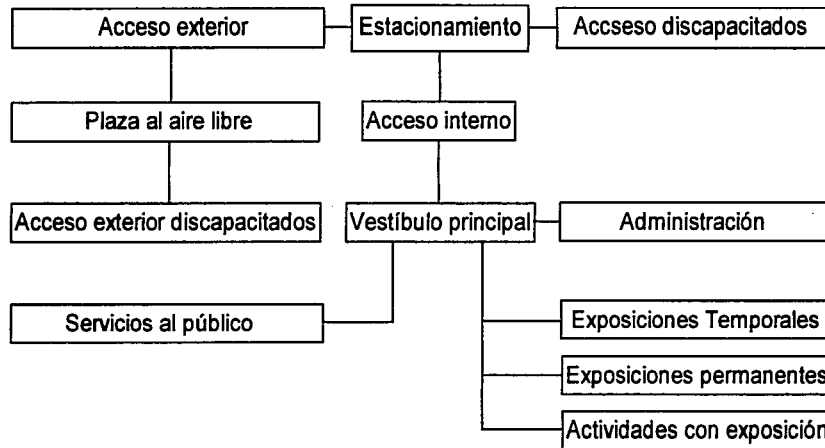 Acceso exterior
Estacionamiento
Accseso discapacitados
Plaza al aire libre
Acceso interno
Acceso exterior discapacitados
Vestíbulo principal
Administración
Servicios al público
Exposiciones Temporales
Exposiciones permanentes
Actividades con exposición